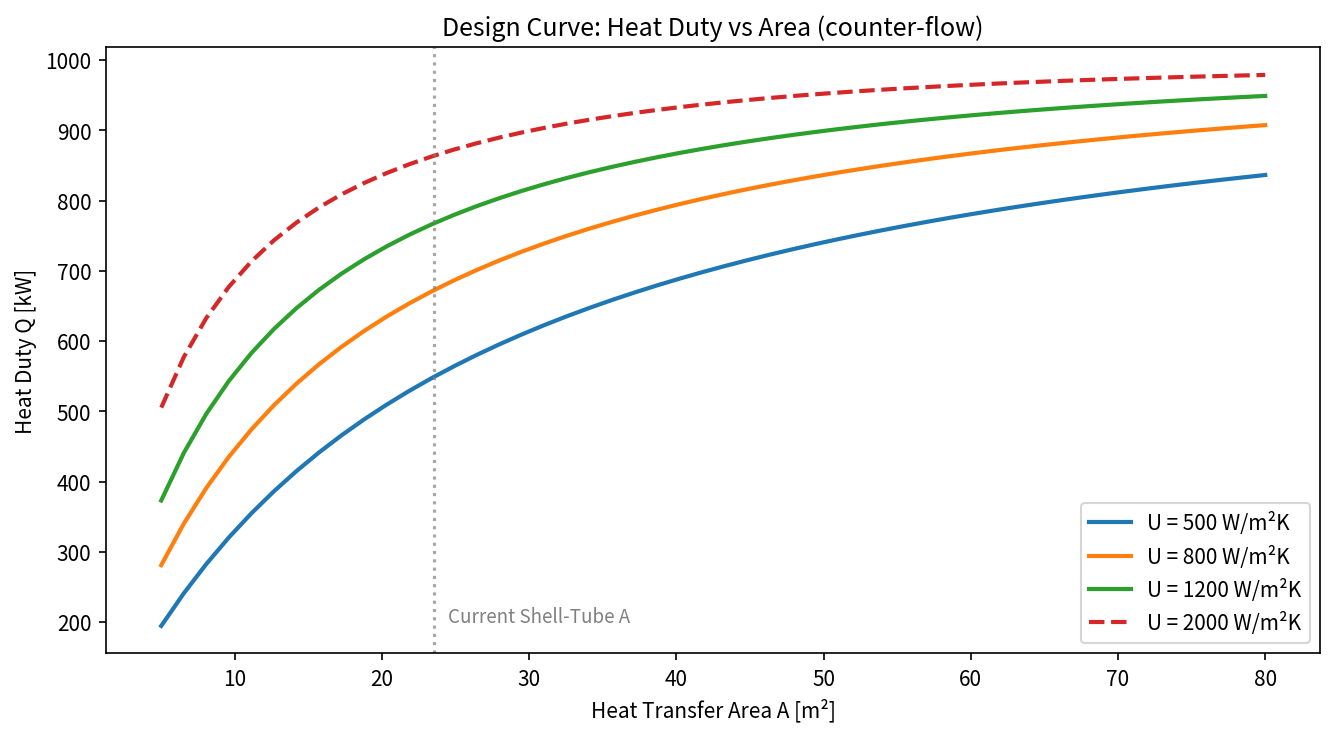 Design Curve: Heat Duty vs Area (counter-flow)
1000
900
800
700
600
500
400
300
200
Heat Duty Q [kW]
Current Shell-Tube A
U = 500 W/m²K
U = 800 W/m²K
U = 1200 W/m²K
U = 2000 W/m²K
10 20 30 40 50 60 70 80
Heat Transfer Area A [m²]